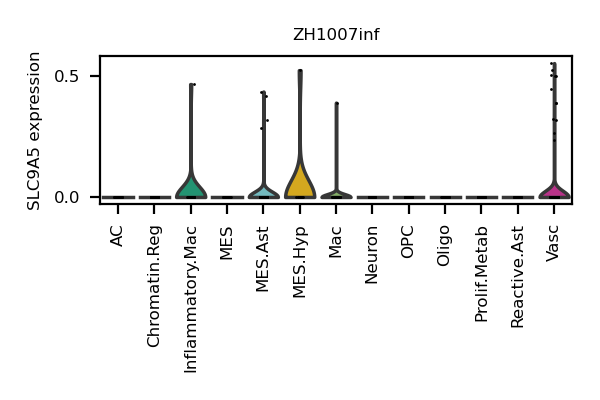 ZH1007inf
SLC9A5 expression
0.5
0.0
AC
Chromatin.Reg
Inflammatory.Mac
MES
MES.Ast
MES.Hyp
Mac
Neuron
OPC
Oligo
Prolif.Metab
Reactive.Ast
Vasc